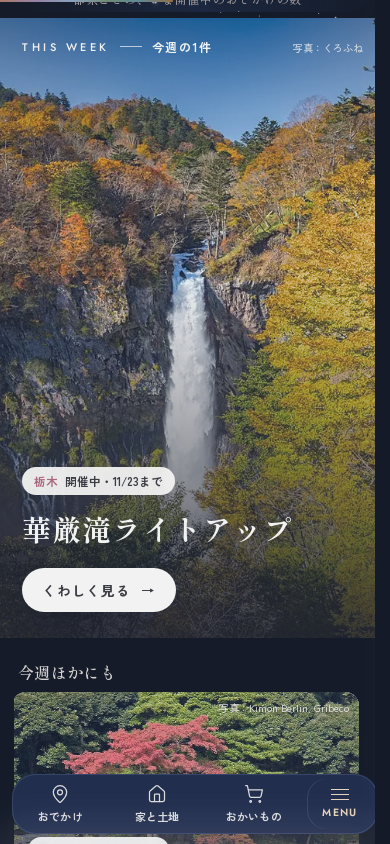 THIS WEEK — 今週の1件
写真：くろふね
栃木 開催中・11/23まで
華厳滝ライトアップ
くわしく見る →
今週ほかにも
写真：Kimon Berlin, Gribeco
おでかけ
家と土地
おかいもの
MENU